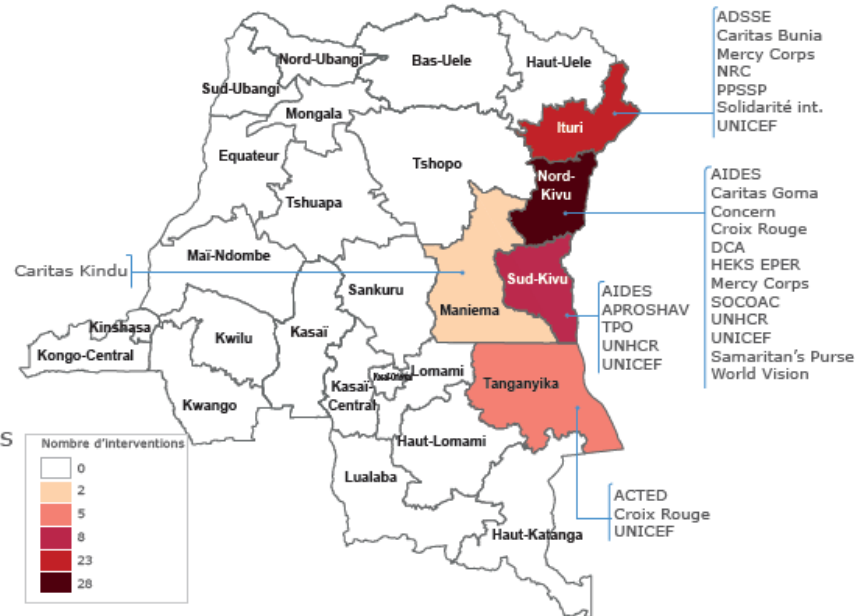 ADSSE
Caritas Bunia
Mercy Corps
NRC
PPSSP
Solidarité int.
UNICEF
Nord-Ubangi
Bas-Uele
Haut-Uele
Sud-Ubangi
Mongala
Ituri
Equateur
Tshopo
Nord-
Kivu
Tshuapa
AIDES
Caritas Goma
Concern
Croix Rouge
DCA
HEKS EPER
Mercy Corps
SOCOAC
UNHCR
UNICEF
Samaritan's Purse
World Vision
Maï-Ndombe
Caritas Kindu
Sankuru
Sud-Kivu
Maniema
AIDES
APROSHAV
TPO
UNHCR
UNICEF
Kinshasa
Kongo-Central
Kwilu
Kasaï
Lomami
Kasaï-
Central
Tanganyika
Kwango
Haut-Lomami
Lualaba
Haut-Katanga
ACTED
Croix Rouge
UNICEF
S
Nombre d'interventions
0
2
5
8
23
28